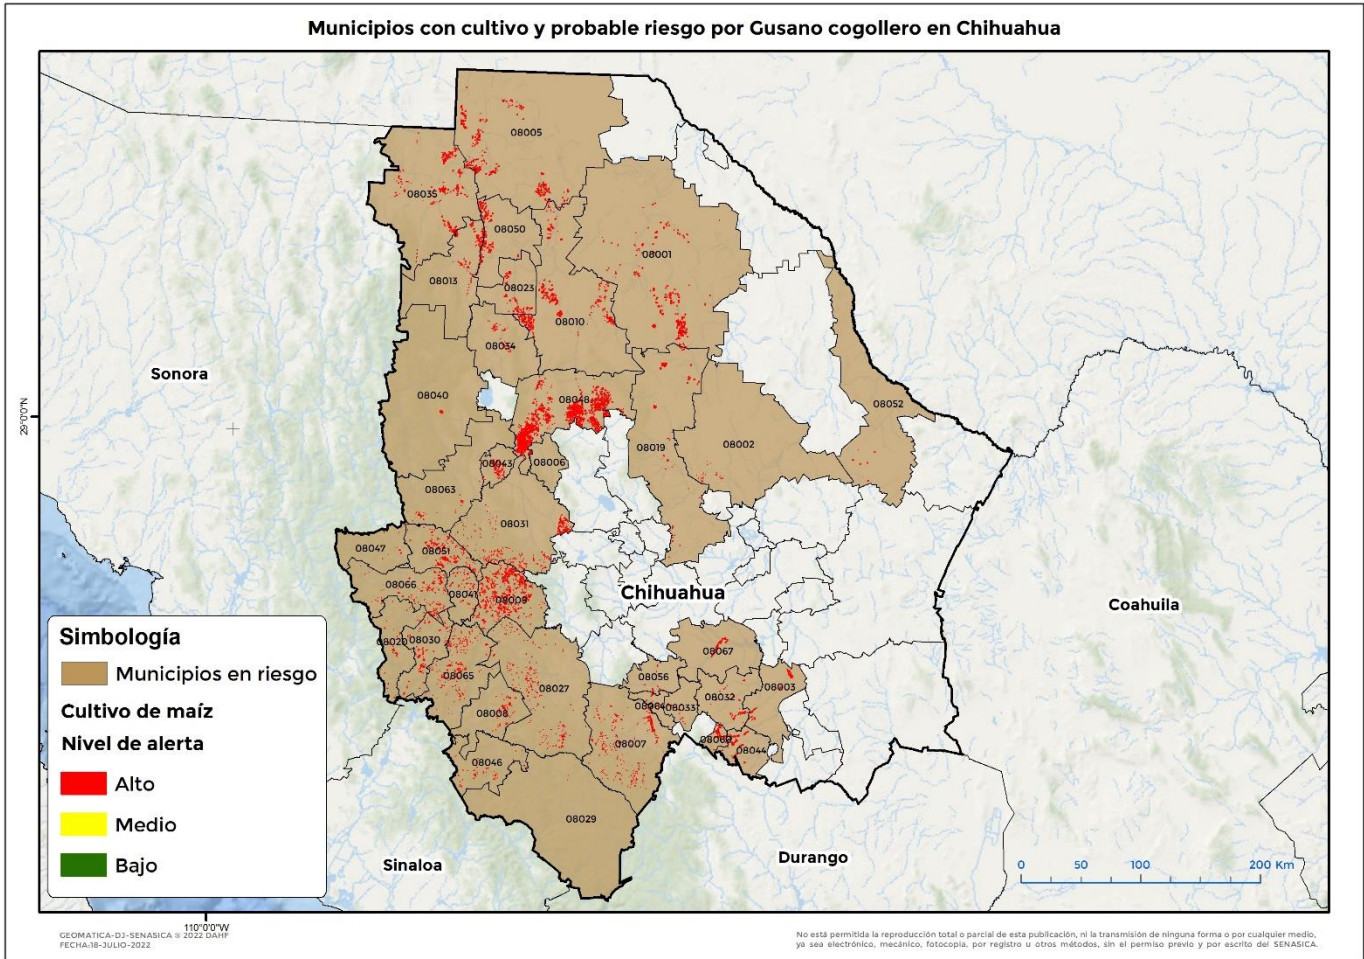 Municipios con cultivo y probable riesgo por Gusano cogollero en Chihuahua
08005
08035
08050
08001
08013
08023
08010
08034
Sonora
08040
08048
08052
29°0'0"N
08019
08002
08043
08006
08063
08031
08047
08051
08066
08041
08009
Chihuahua
Coahuila
08020
08030
08067
08065
08027
08056
08003
08032
08064
08033
08008
08007
08060
08044
08046
08029
Simbología
Municipios en riesgo
Cultivo de maíz
Nivel de alerta
Alto
Medio
Bajo
Sinaloa
Durango
0 50 100 200 Km
110°0'0"W
GEOMATICA-DJ-SENASICA © 2022 DAHF
FECHA:18-JULIO-2022
No está permitida la reproducción total o parcial de esta publicación, ni la transmisión de ninguna forma o por cualquier medio,
ya sea electrónico, mecánico, fotocopia, por registro u otros métodos, sin el permiso previo y por escrito del SENASICA.